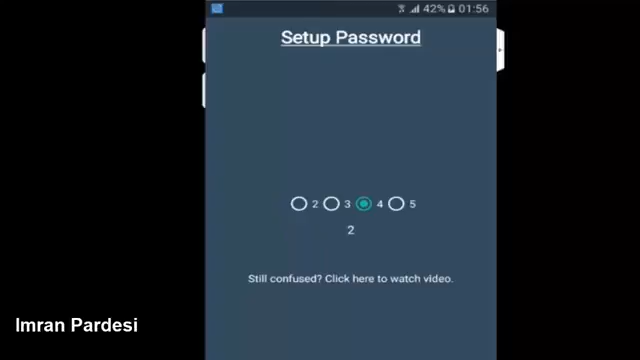 42% 01:56
Setup Password
2 3 4 5
2
Still confused? Click here to watch video.
Imran Pardesi